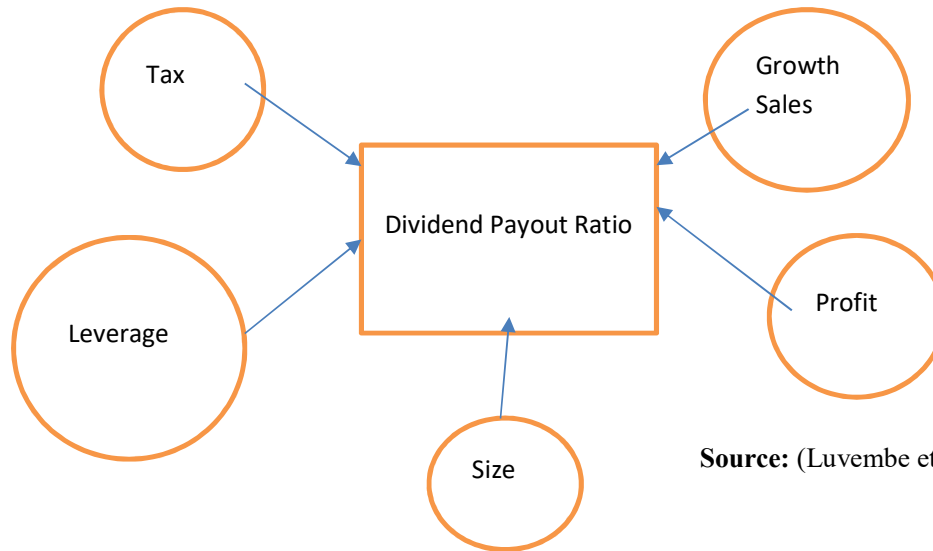 Tax
Growth
Sales
Dividend Payout Ratio
Leverage
Profit
Size
Source: (Luvembe et